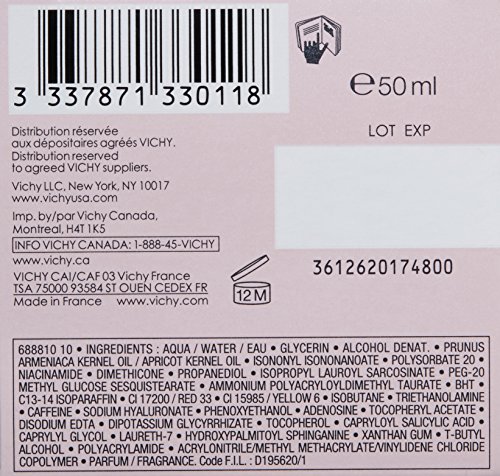 3 337871 330118
℮50 ml
LOT EXP
Distribution réservée
aux dépositaires agréés VICHY.
Distribution reserved
to agreed VICHY suppliers.
Vichy LLC, New York, NY 10017
www.vichyusa.com
Imp. by/par Vichy Canada,
Montreal, H4T 1K5
INFO VICHY CANADA: 1-888-45-VICHY
www.vichy.ca
VICHY CAI/CAF 03 Vichy France
TSA 75000 93584 ST OUEN CEDEX FR
Made in France • www.vichy.com
12 M
3612620174800
688810 10 • INGREDIENTS : AQUA / WATER / EAU • GLYCERIN • ALCOHOL DENAT. • PRUNUS
ARMENIACA KERNEL OIL / APRICOT KERNEL OIL • ISONONYL ISONONANOATE • POLYSORBATE 20 •
NIACINAMIDE • DIMETHICONE • PROPANEDIOL • ISOPROPYL LAUROYL SARCOSINATE • PEG-20
METHYL GLUCOSE SESQUISTEARATE • AMMONIUM POLYACRYLOYLDIMETHYL TAURATE • BHT •
C13-14 ISOPARAFFIN • CI 17200 / RED 33 • CI 15985 / YELLOW 6 • ISOBUTANE • TRIETHANOLAMINE
• CAFFEINE • SODIUM HYALURONATE • PHENOXYETHANOL • ADENOSINE • TOCOPHERYL ACETATE •
DISODIUM EDTA • DIPOTASSIUM GLYCYRRHIZATE • TOCOPHEROL • CAPRYLOYL SALICYLIC ACID •
CAPRYLYL GLYCOL • LAURETH-7 • HYDROXYPALMITOYL SPHINGANINE • XANTHAN GUM • T-BUTYL
ALCOHOL • POLYACRYLAMIDE • ACRYLONITRILE/METHYL METHACRYLATE/VINYLIDENE CHLORIDE
COPOLYMER • PARFUM / FRAGRANCE. Code F.I.L. : D195620/1